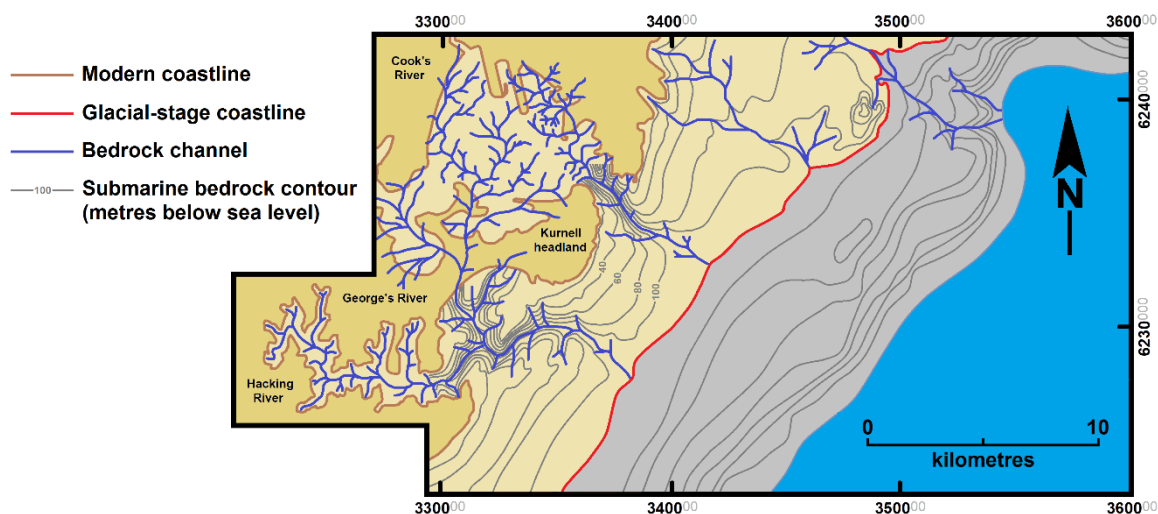 330000 340000 350000 360000
Modern coastline
Glacial-stage coastline
Bedrock channel
100 Submarine bedrock contour
(metres below sea level)
Cook's
River
6240000
N
Kurnell
headland
40
60
80
100
George's River
6230000
Hacking
River
0 10
kilometres
330000 340000 350000 360000